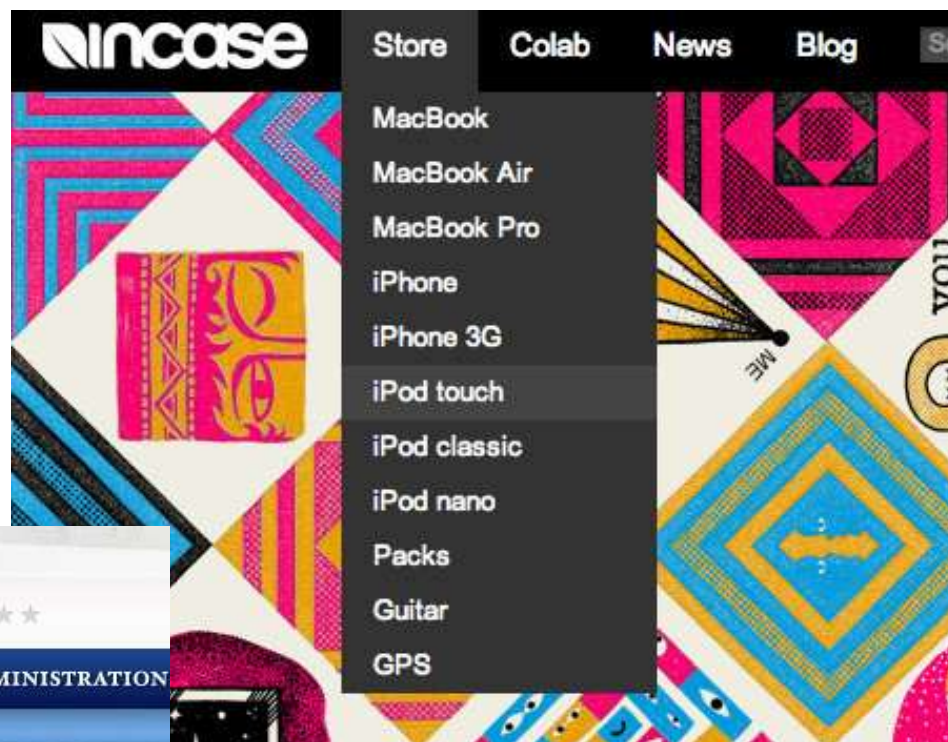 incase
Store Colab News Blog
MacBook
MacBook Air
MacBook Pro
iPhone
iPhone 3G
iPod touch
iPod classic
iPod nano
Packs
Guitar
GPS
ME
YOU
MINISTRATION